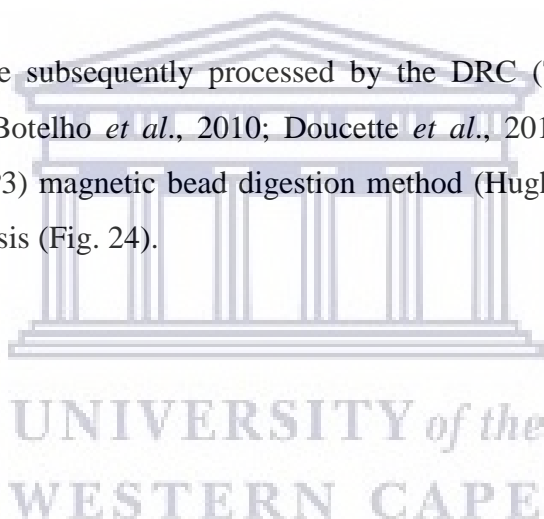 e subsequently processed by the DRC (
Botelho et al., 2010; Doucette et al., 201
3) magnetic bead digestion method (Hugh
sis (Fig. 24).
UNIVERSITY of the
WESTERN CAPE